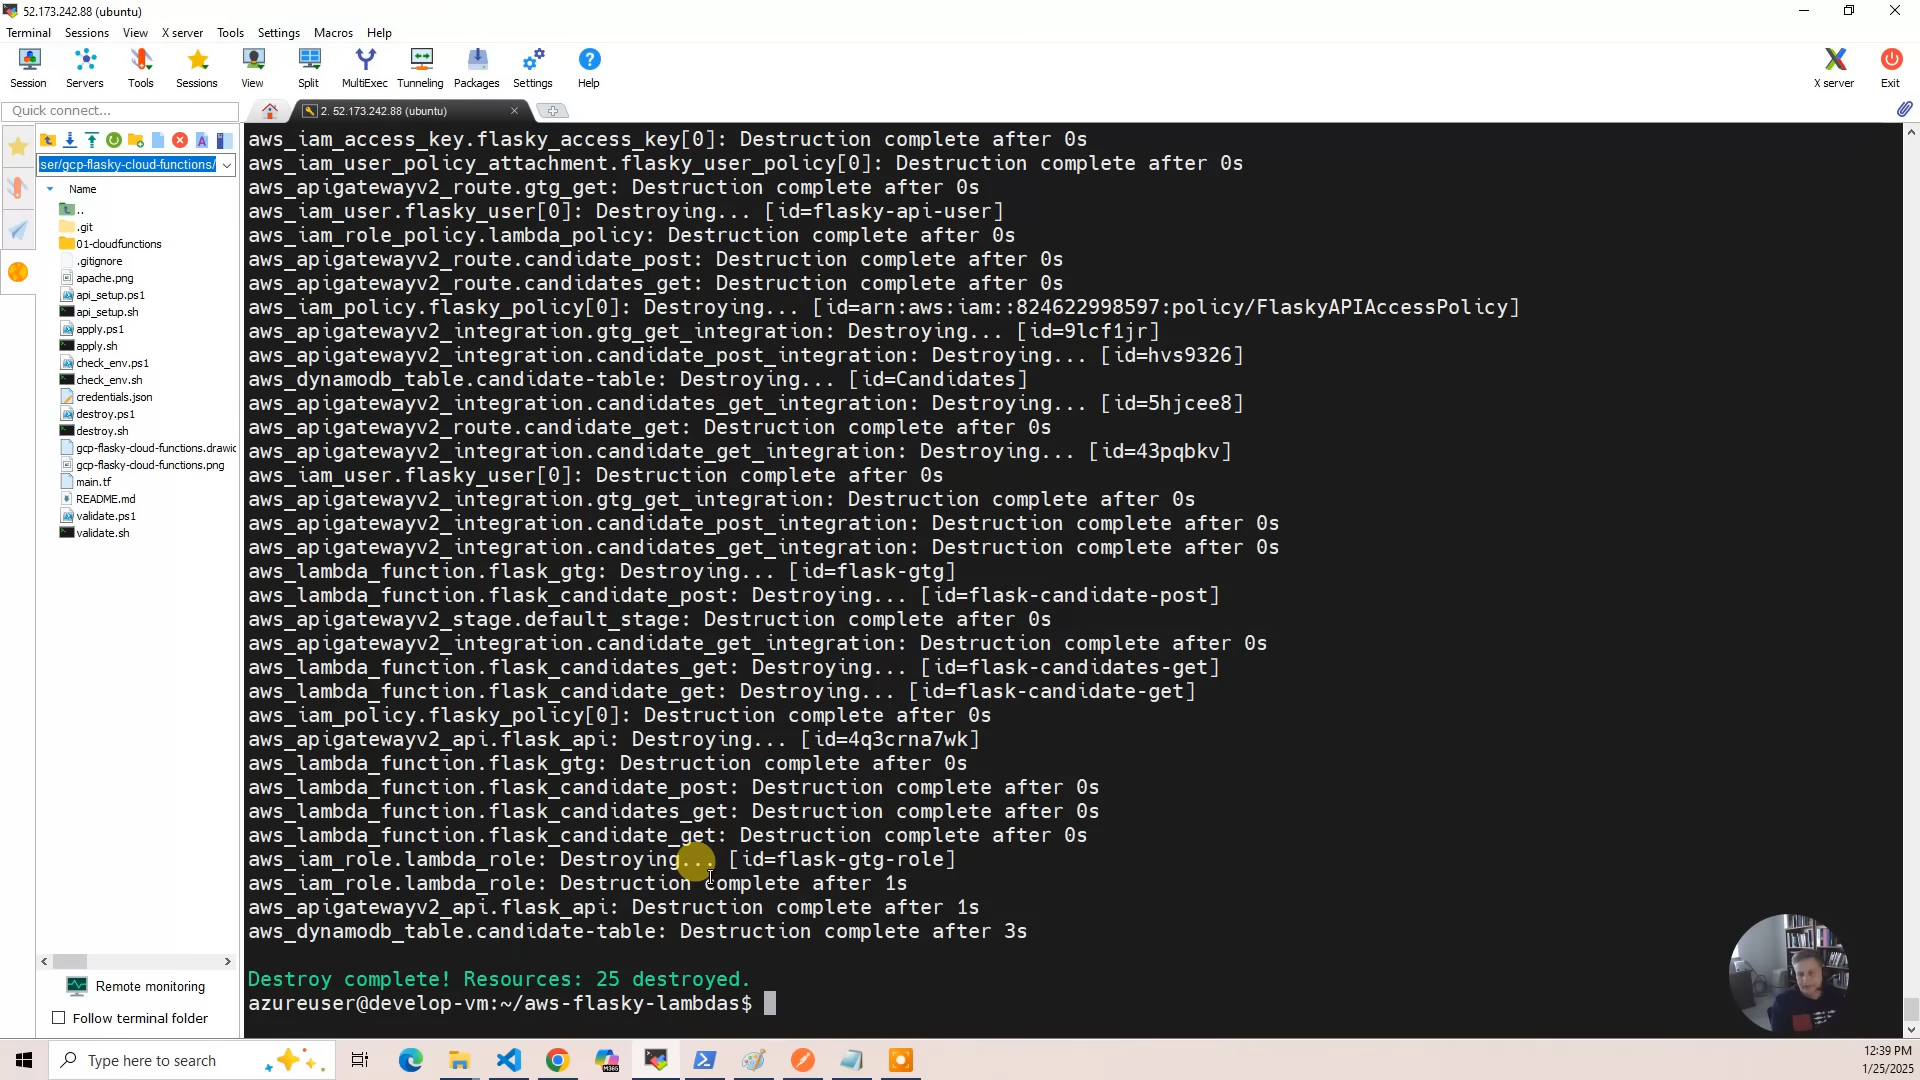 52.173.242.88 (ubuntu)
Terminal Sessions View X server Tools Settings Macros Help
Session Servers Tools Sessions View Split MultiExec Tunneling Packages Settings Help X server Exit
Quick connect...
2. 52.173.242.88 (ubuntu)
ser/gcp-flasky-cloud-functions/
Name
..
.git
01-cloudfunctions
.gitignore
apache.png
api_setup.ps1
api_setup.sh
apply.ps1
apply.sh
check_env.ps1
check_env.sh
credentials.json
destroy.ps1
destroy.sh
gcp-flasky-cloud-functions.drawio
gcp-flasky-cloud-functions.png
main.tf
README.md
validate.ps1
validate.sh
Remote monitoring
Follow terminal folder
aws_iam_access_key.flasky_access_key[0]: Destruction complete after 0s
aws_iam_user_policy_attachment.flasky_user_policy[0]: Destruction complete after 0s
aws_apigatewayv2_route.gtg_get: Destruction complete after 0s
aws_iam_user.flasky_user[0]: Destroying... [id=flasky-api-user]
aws_iam_role_policy.lambda_policy: Destruction complete after 0s
aws_apigatewayv2_route.candidate_post: Destruction complete after 0s
aws_apigatewayv2_route.candidates_get: Destruction complete after 0s
aws_iam_policy.flasky_policy[0]: Destroying... [id=arn:aws:iam::824622998597:policy/FlaskyAPIAccessPolicy]
aws_apigatewayv2_integration.gtg_get_integration: Destroying... [id=9lcf1jr]
aws_apigatewayv2_integration.candidate_post_integration: Destroying... [id=hvs9326]
aws_dynamodb_table.candidate-table: Destroying... [id=Candidates]
aws_apigatewayv2_integration.candidates_get_integration: Destroying... [id=5hjcee8]
aws_apigatewayv2_route.candidate_get: Destruction complete after 0s
aws_apigatewayv2_integration.candidate_get_integration: Destroying... [id=43pqbkv]
aws_iam_user.flasky_user[0]: Destruction complete after 0s
aws_apigatewayv2_integration.gtg_get_integration: Destruction complete after 0s
aws_apigatewayv2_integration.candidate_post_integration: Destruction complete after 0s
aws_apigatewayv2_integration.candidates_get_integration: Destruction complete after 0s
aws_lambda_function.flask_gtg: Destroying... [id=flask-gtg]
aws_lambda_function.flask_candidate_post: Destroying... [id=flask-candidate-post]
aws_apigatewayv2_stage.default_stage: Destruction complete after 0s
aws_apigatewayv2_integration.candidate_get_integration: Destruction complete after 0s
aws_lambda_function.flask_candidates_get: Destroying... [id=flask-candidates-get]
aws_lambda_function.flask_candidate_get: Destroying... [id=flask-candidate-get]
aws_iam_policy.flasky_policy[0]: Destruction complete after 0s
aws_apigatewayv2_api.flask_api: Destroying... [id=4q3crna7wk]
aws_lambda_function.flask_gtg: Destruction complete after 0s
aws_lambda_function.flask_candidate_post: Destruction complete after 0s
aws_lambda_function.flask_candidates_get: Destruction complete after 0s
aws_lambda_function.flask_candidate_get: Destruction complete after 0s
aws_iam_role.lambda_role: Destroying... [id=flask-gtg-role]
aws_iam_role.lambda_role: Destruction complete after 1s
aws_apigatewayv2_api.flask_api: Destruction complete after 1s
aws_dynamodb_table.candidate-table: Destruction complete after 3s
Destroy complete! Resources: 25 destroyed.
azureuser@develop-vm:~/aws-flasky-lambdas$
Type here to search
12:39 PM
1/25/2025